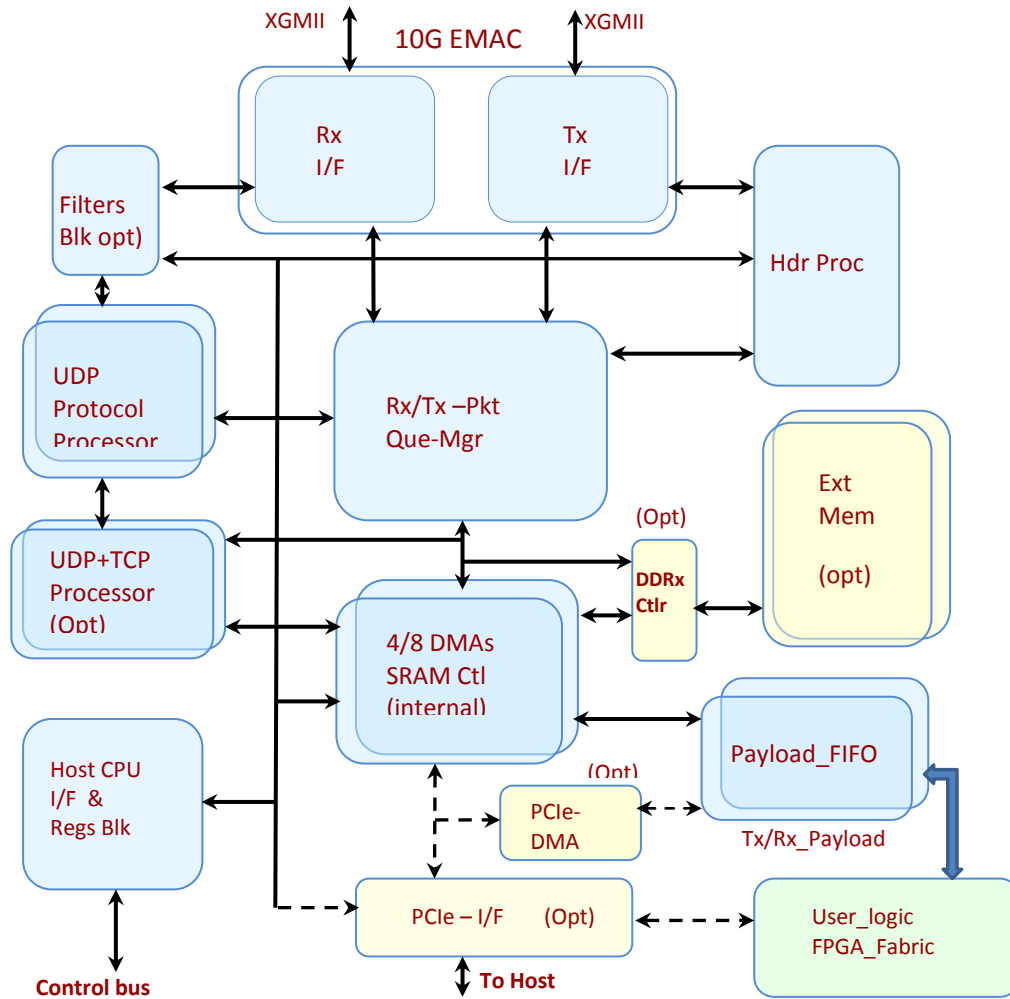 XGMII
XGMII
10G EMAC
Rx
I/F
Tx
I/F
Filters
Blk opt)
Hdr Proc
UDP
Protocol
Processor
Rx/Tx –Pkt
Que-Mgr
Ext
Mem
(opt)
(Opt)
DDRx
Ctlr
UDP+TCP
Processor
(Opt)
4/8 DMAs
SRAM Ctl
(internal)
Payload_FIFO
Host CPU
I/F &
Regs Blk
(Opt)
PCIe-
DMA
Tx/Rx_Payload
PCIe – I/F (Opt)
User_logic
FPGA_Fabric
Control bus
To Host